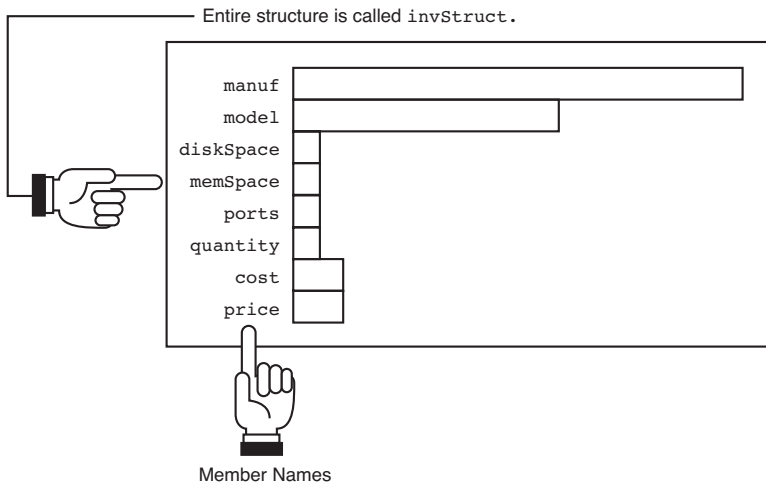 Entire structure is called invStruct.
manuf
model
diskSpace
memSpace
ports
quantity
cost
price
Member Names